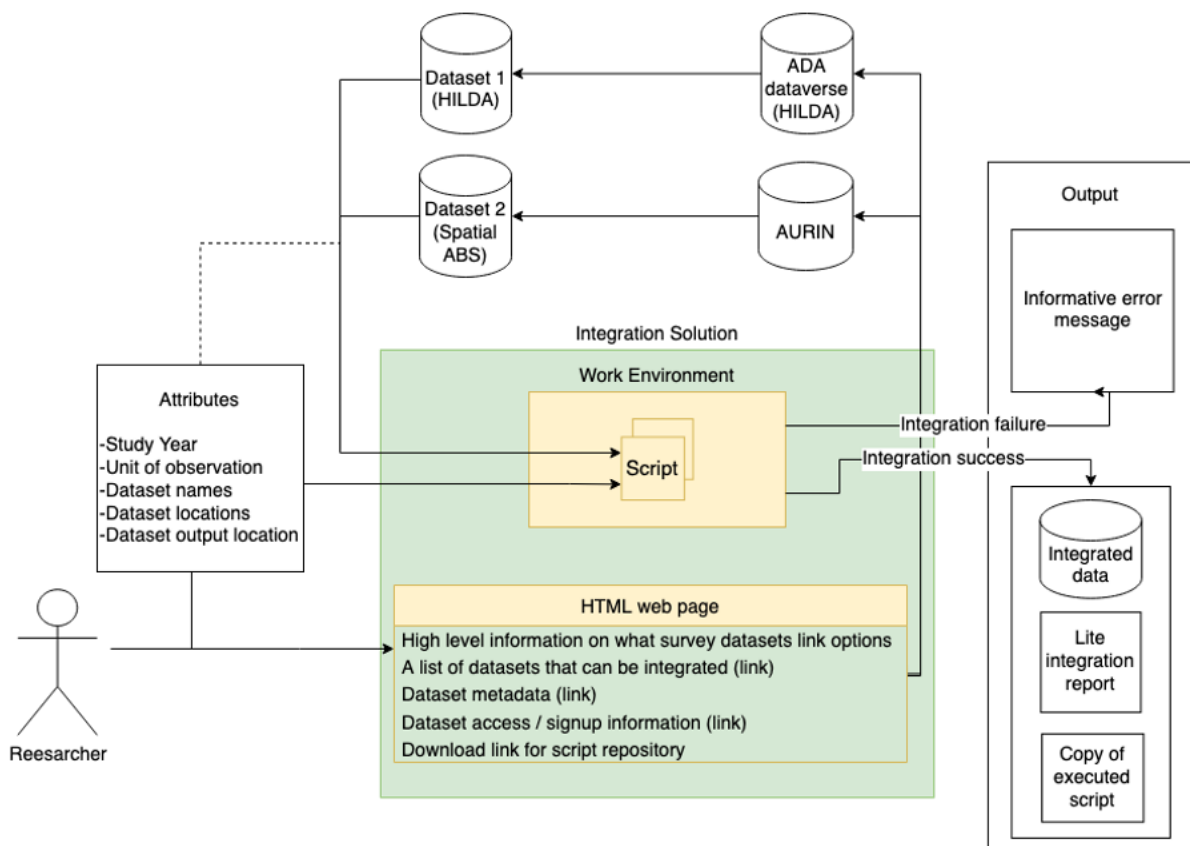 Dataset 1
(HILDA)
ADA
dataverse
(HILDA)
Dataset 2
(Spatial
ABS)
AURIN
Output
Informative error
message
Integration Solution
Work Environment
Attributes
-Study Year
-Unit of observation
-Dataset names
-Dataset locations
-Dataset output location
Script
Integration failure
Integration success
Integrated
data
HTML web page
High level information on what survey datasets link options
A list of datasets that can be integrated (link)
Dataset metadata (link)
Dataset access / signup information (link)
Download link for script repository
Lite
integration
report
Copy of
executed
script
Reesarcher